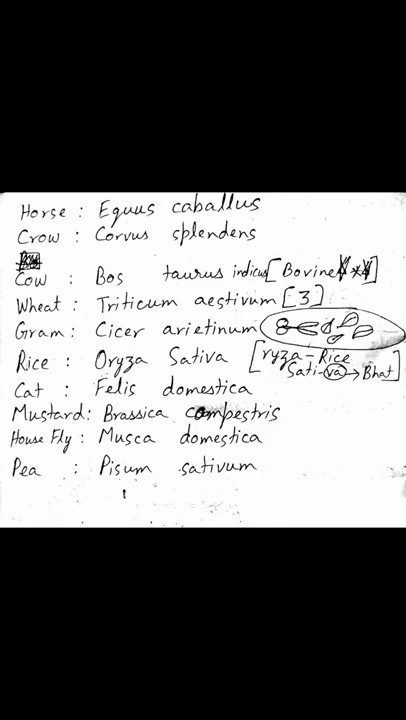 Horse : Equus caballus
Crow : Corvus splendens
Cow : Bos taurus indicus [Bovine]
Wheat : Triticum aestivum [3]
Gram : Cicer arietinum
Rice : Oryza Sativa [ryza - Rice
Sati-va → Bhat]
Cat : Felis domestica
Mustard : Brassica campestris
House Fly : Musca domestica
Pea : Pisum sativum